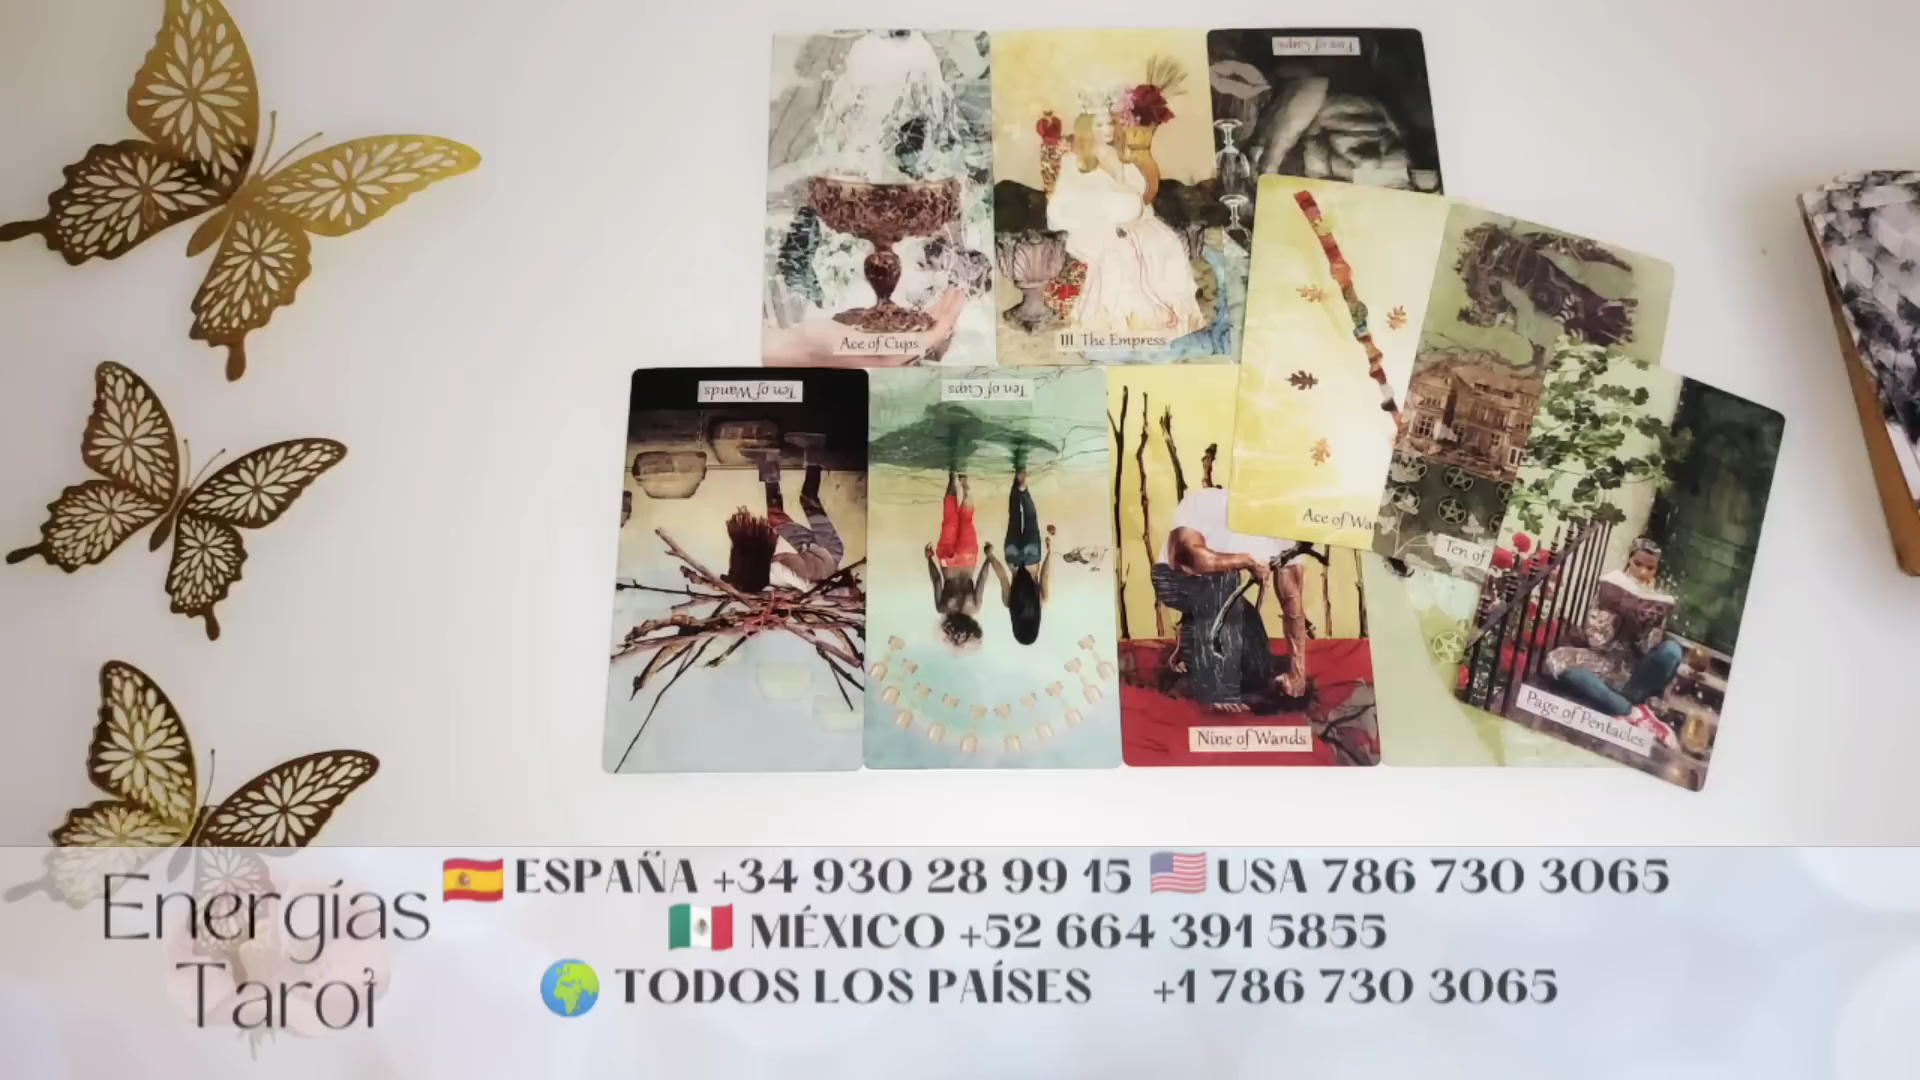 Five of Cups
Ace of Cups
III The Empress
Ten of Wands
Ten of Cups
Ace of Wa
Ten of
Nine of Wands
Page of Pentacles
Energías
Tarot
ESPAÑA +34 930 28 99 15 USA 786 730 3065
MÉXICO +52 664 391 5855
TODOS LOS PAÍSES +1 786 730 3065